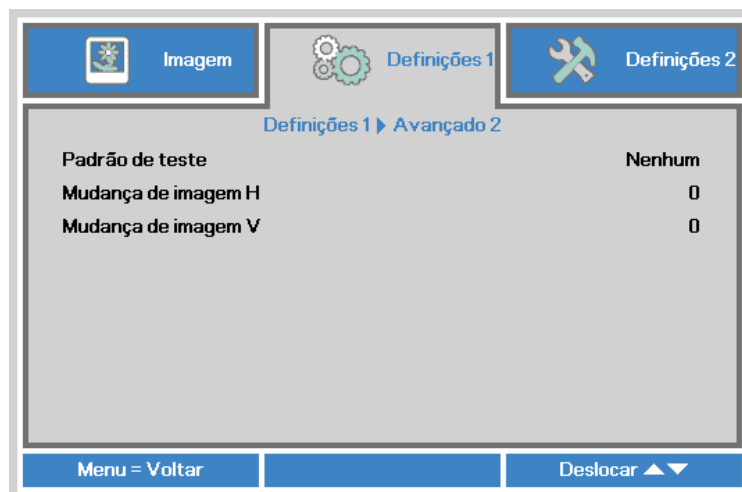 Imagem
Definições 1
Definições 2
Definições 1 ▶ Avançado 2
Padrão de teste Nenhum
Mudança de imagem H 0
Mudança de imagem V 0
Menu = Voltar Deslocar ▲▼